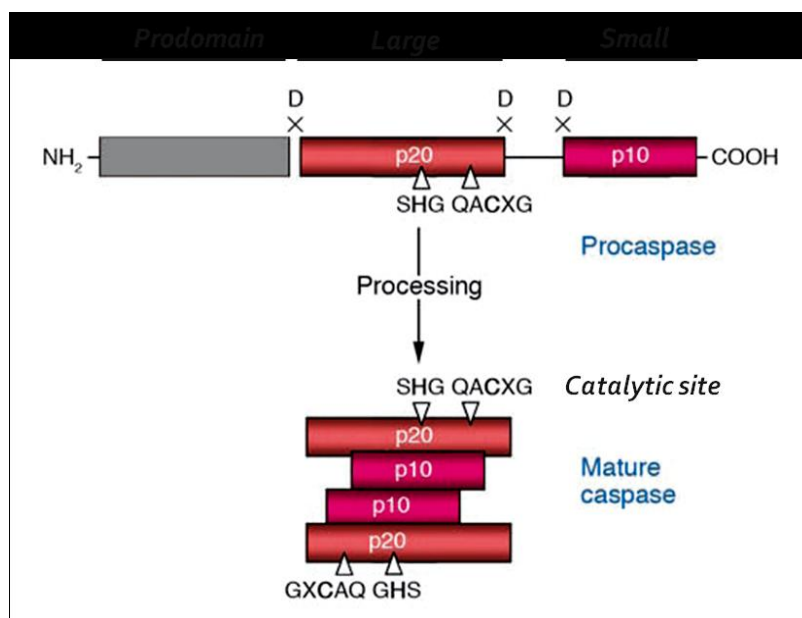 Prodomain Large Small
D D D
NH2 p20 p10 COOH
SHG QACXG
Procaspase
Processing
SHG QACXG Catalytic site
p20
p10
Mature
caspase
p10
p20
GXCAQ GHS